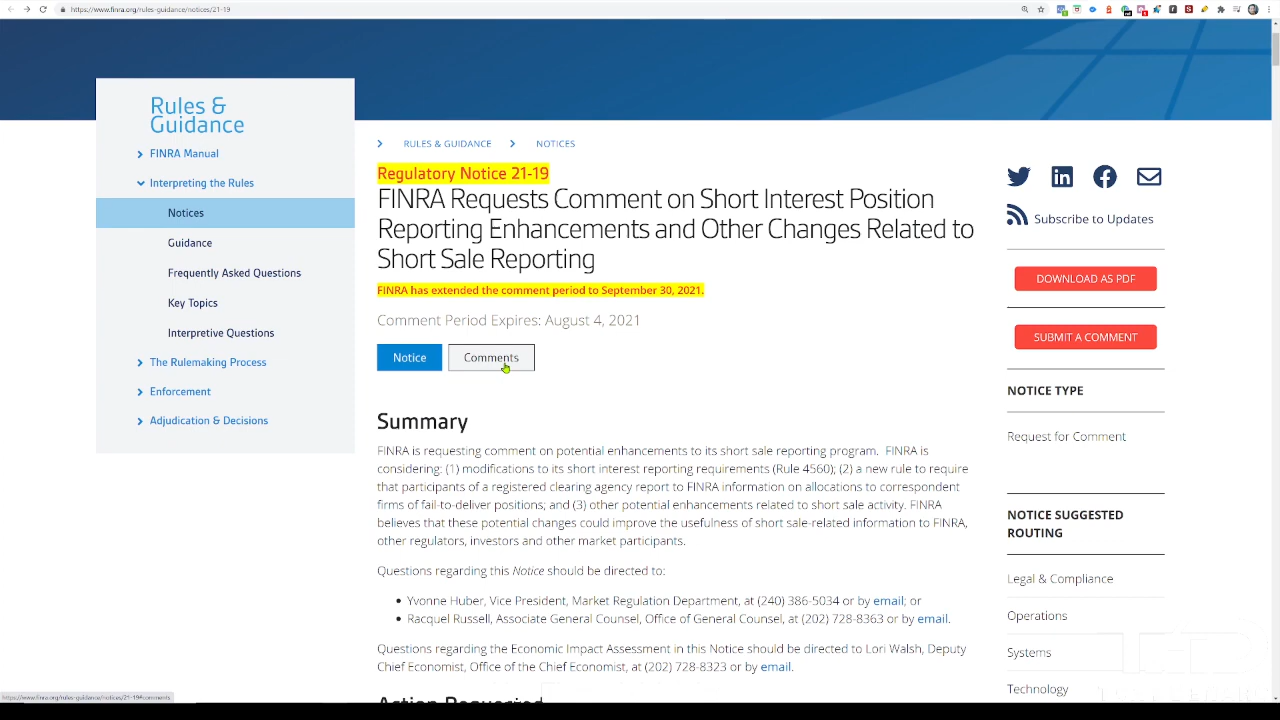 https://www.finra.org/rules-guidance/notices/21-19
Rules &
Guidance
FINRA Manual
Interpreting the Rules
Notices
Guidance
Frequently Asked Questions
Key Topics
Interpretive Questions
The Rulemaking Process
Enforcement
Adjudication & Decisions
RULES & GUIDANCE
NOTICES
Regulatory Notice 21-19
FINRA Requests Comment on Short Interest Position
Reporting Enhancements and Other Changes Related to
Short Sale Reporting
FINRA has extended the comment period to September 30, 2021.
Comment Period Expires: August 4, 2021
Notice
Comments
Summary
FINRA is requesting comment on potential enhancements to its short sale reporting program. FINRA is
considering: (1) modifications to its short interest reporting requirements (Rule 4560); (2) a new rule to require
that participants of a registered clearing agency report to FINRA information on allocations to correspondent
firms of fail-to-deliver positions; and (3) other potential enhancements related to short sale activity. FINRA
believes that these potential changes could improve the usefulness of short sale-related information to FINRA,
other regulators, investors and other market participants.
Questions regarding this Notice should be directed to:
Yvonne Huber, Vice President, Market Regulation Department, at (240) 386-5034 or by email; or
Racquel Russell, Associate General Counsel, Office of General Counsel, at (202) 728-8363 or by email.
Questions regarding the Economic Impact Assessment in this Notice should be directed to Lori Walsh, Deputy
Chief Economist, Office of the Chief Economist, at (202) 728-8323 or by email.
Action Requested
Subscribe to Updates
DOWNLOAD AS PDF
SUBMIT A COMMENT
NOTICE TYPE
Request for Comment
NOTICE SUGGESTED
ROUTING
Legal & Compliance
Operations
Systems
Technology
https://www.finra.org/rules-guidance/notices/21-19#comments